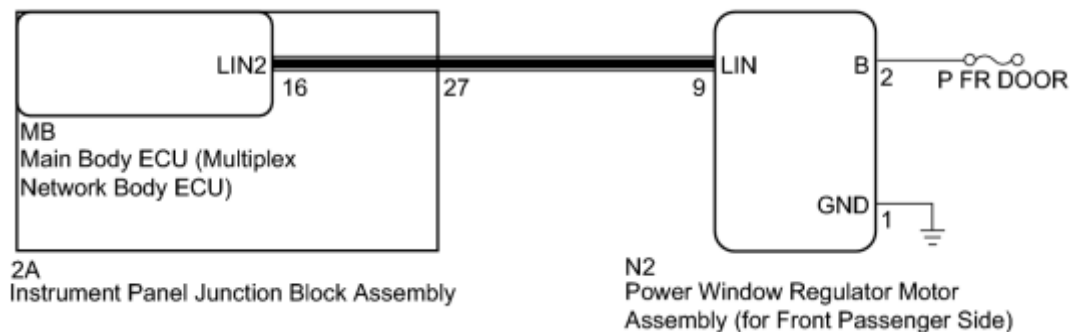 LIN2
16
27
9
LIN
B
2
P FR DOOR
MB
Main Body ECU (Multiplex
Network Body ECU)
GND
1
2A
Instrument Panel Junction Block Assembly
N2
Power Window Regulator Motor
Assembly (for Front Passenger Side)